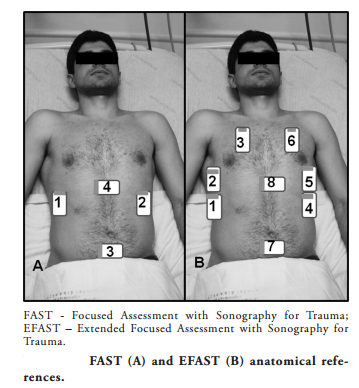 4
1
2
3
A
3
6
2
5
8
1
4
7
B
FAST - Focused Assessment with Sonography for Trauma;
EFAST – Extended Focused Assessment with Sonography for
Trauma.
FAST (A) and EFAST (B) anatomical refe-
rences.